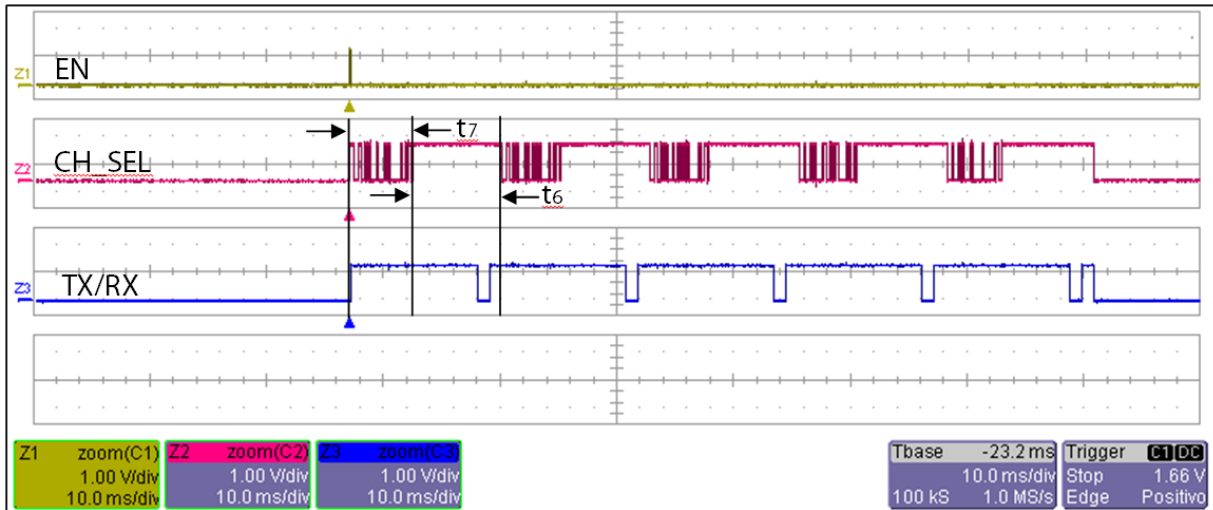 Z1 EN
t7
Z2 CH_SEL
t6
Z3 TX/RX
Z1 zoom(C1)
1.00 V/div
10.0 ms/div
Z2 zoom(C2)
1.00 V/div
10.0 ms/div
Z3 zoom(C3)
1.00 V/div
10.0 ms/div
Tbase -23.2 ms
10.0 ms/div
100 kS 1.0 MS/s
Trigger C1 DC
Stop 1.66 V
Edge Positivo